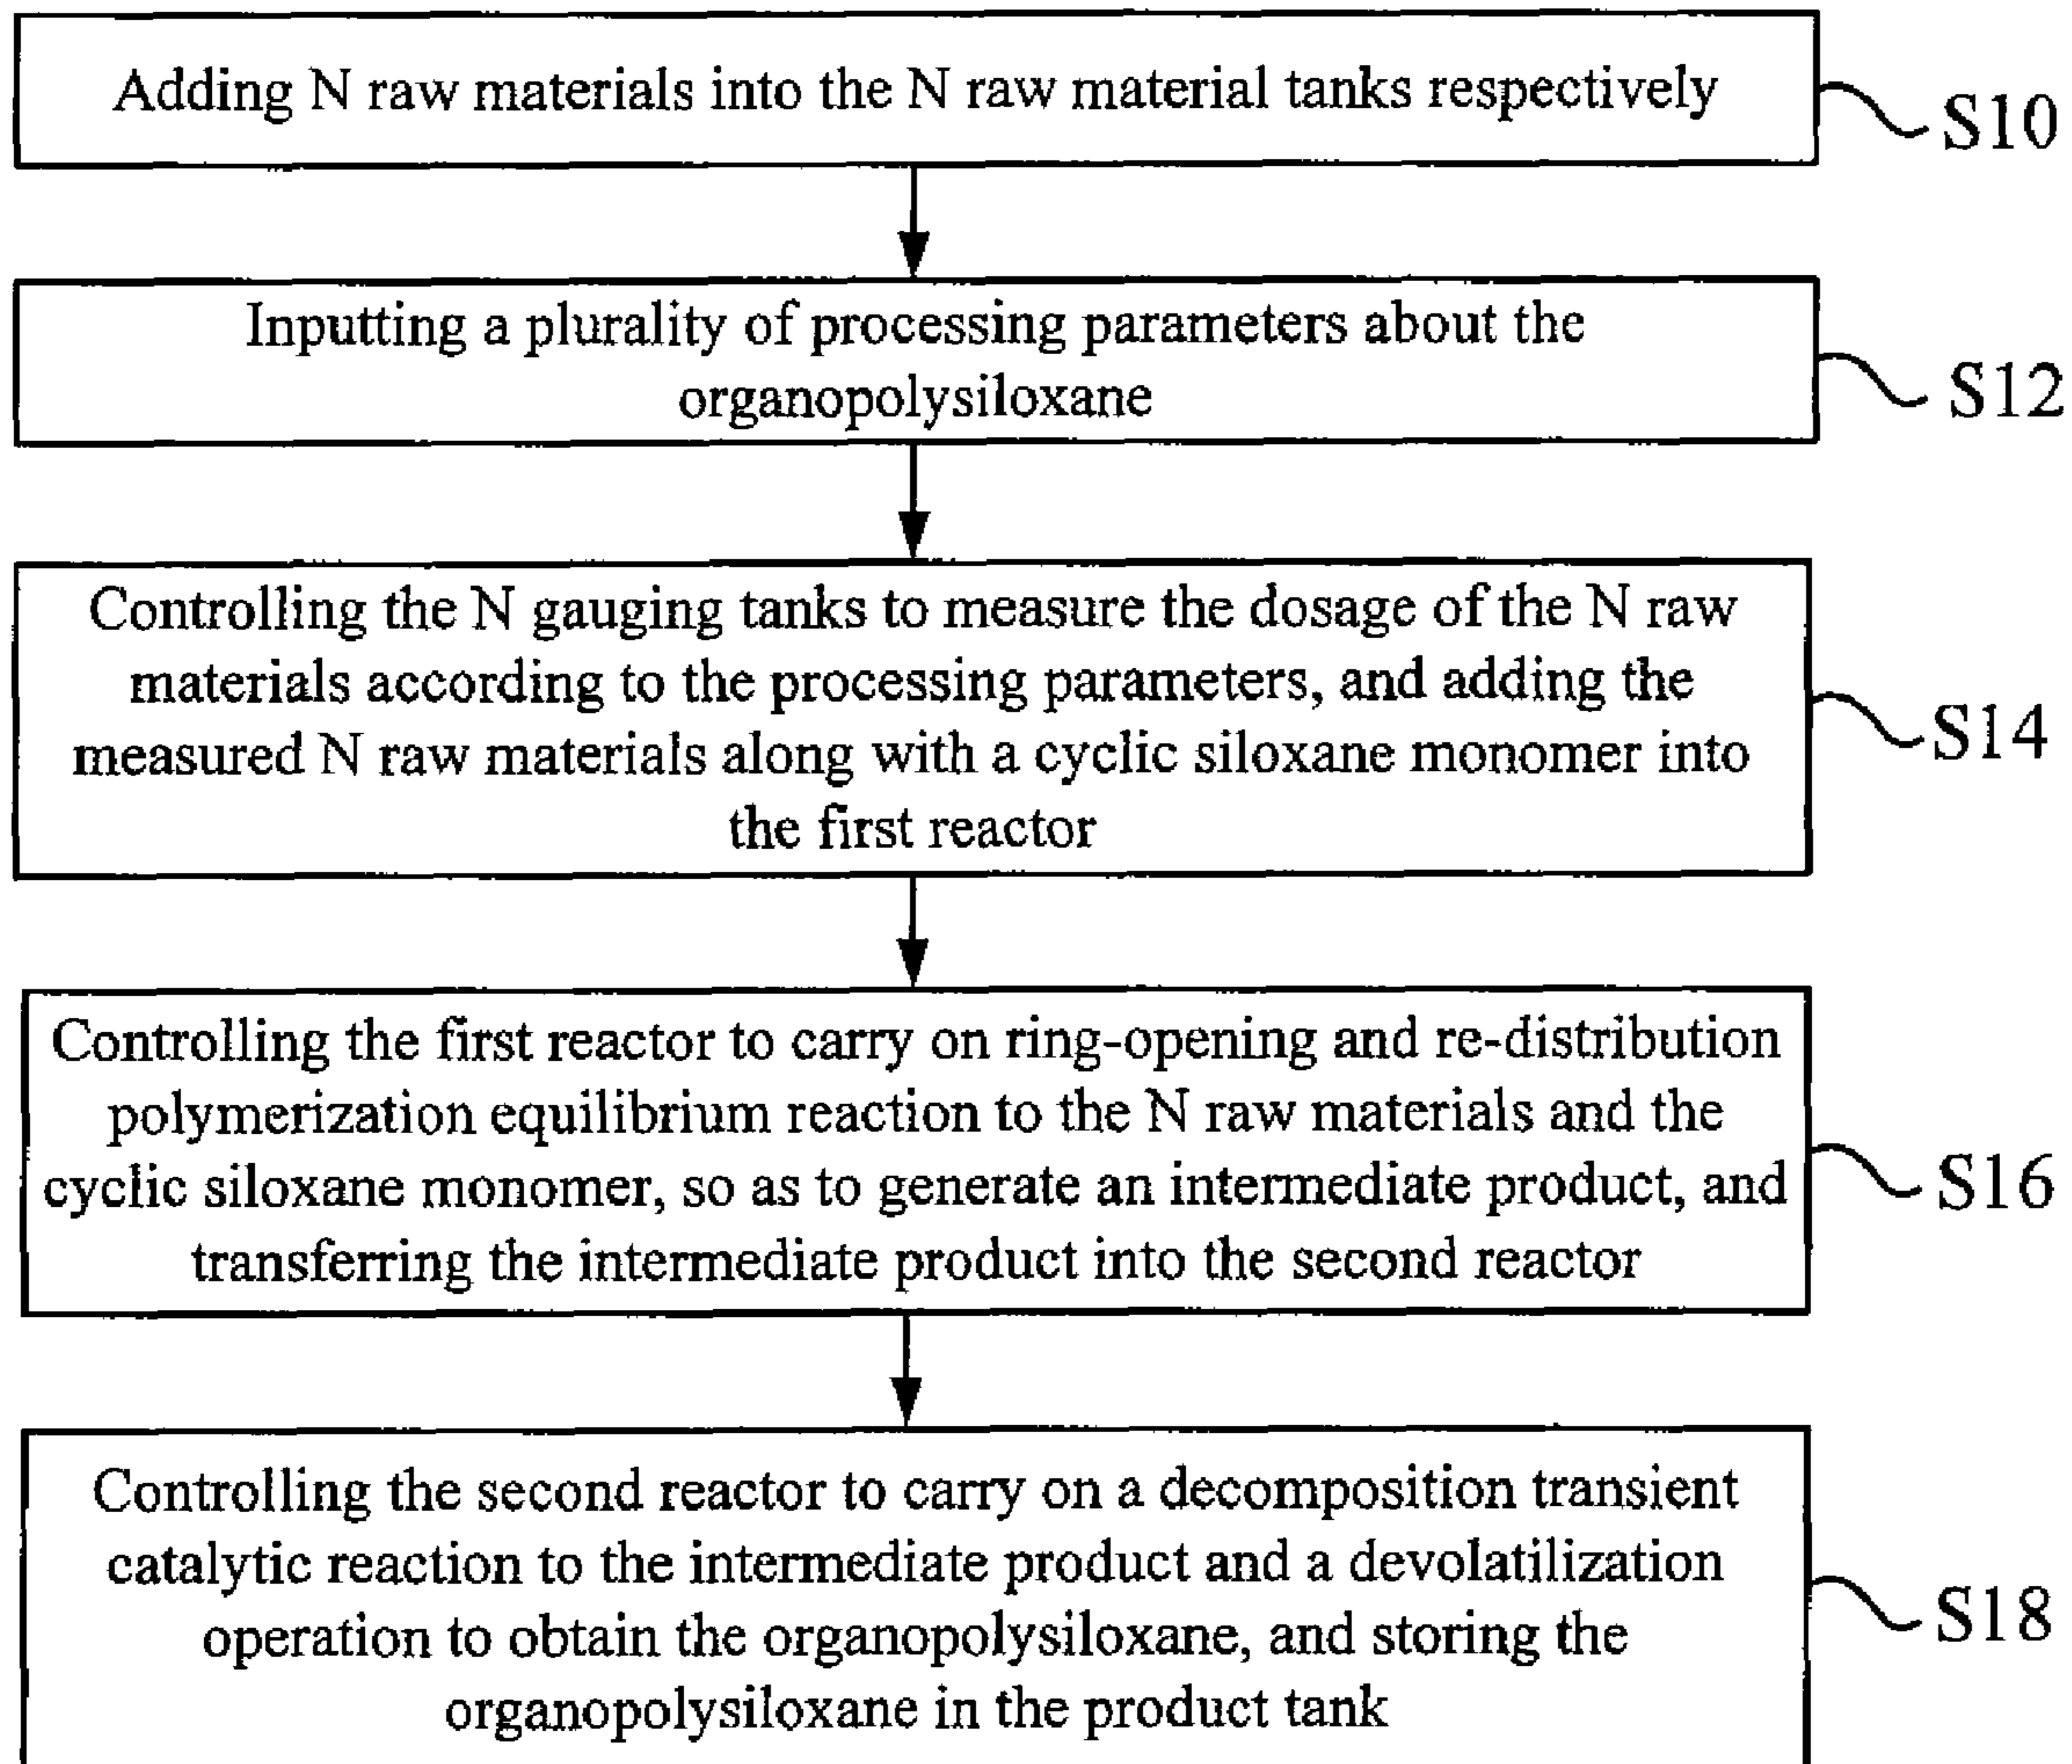 Adding N raw materials into the N raw material tanks respectively
S10
Inputting a plurality of processing parameters about the
organopolysiloxane
S12
Controlling the N gauging tanks to measure the dosage of the N raw
materials according to the processing parameters, and adding the
measured N raw materials along with a cyclic siloxane monomer into
the first reactor
S14
Controlling the first reactor to carry on ring-opening and re-distribution
polymerization equilibrium reaction to the N raw materials and the
cyclic siloxane monomer, so as to generate an intermediate product, and
transferring the intermediate product into the second reactor
S16
Controlling the second reactor to carry on a decomposition transient
catalytic reaction to the intermediate product and a devolatilization
operation to obtain the organopolysiloxane, and storing the
organopolysiloxane in the product tank
S18